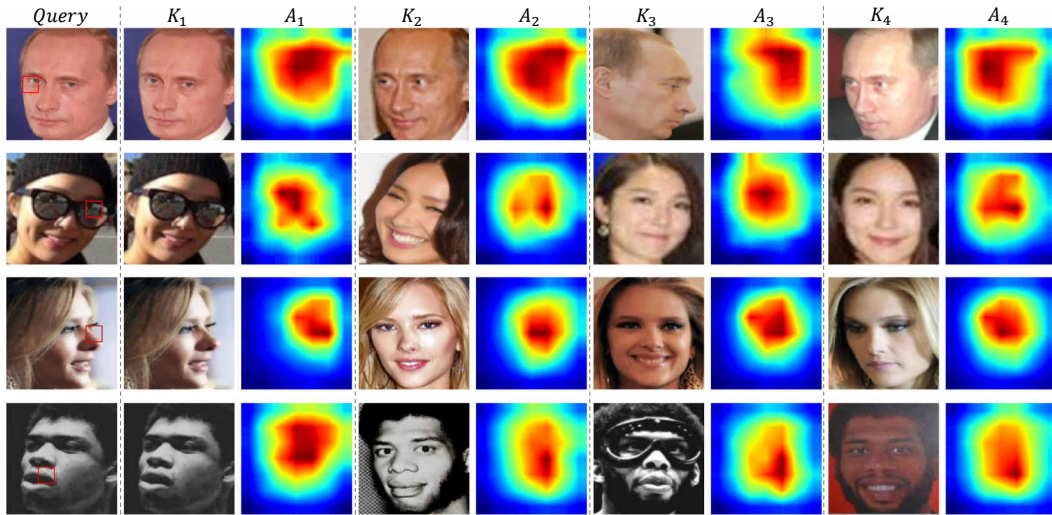 Query K₁ A₁ K₂ A₂ K₃ A₃ K₄ A₄